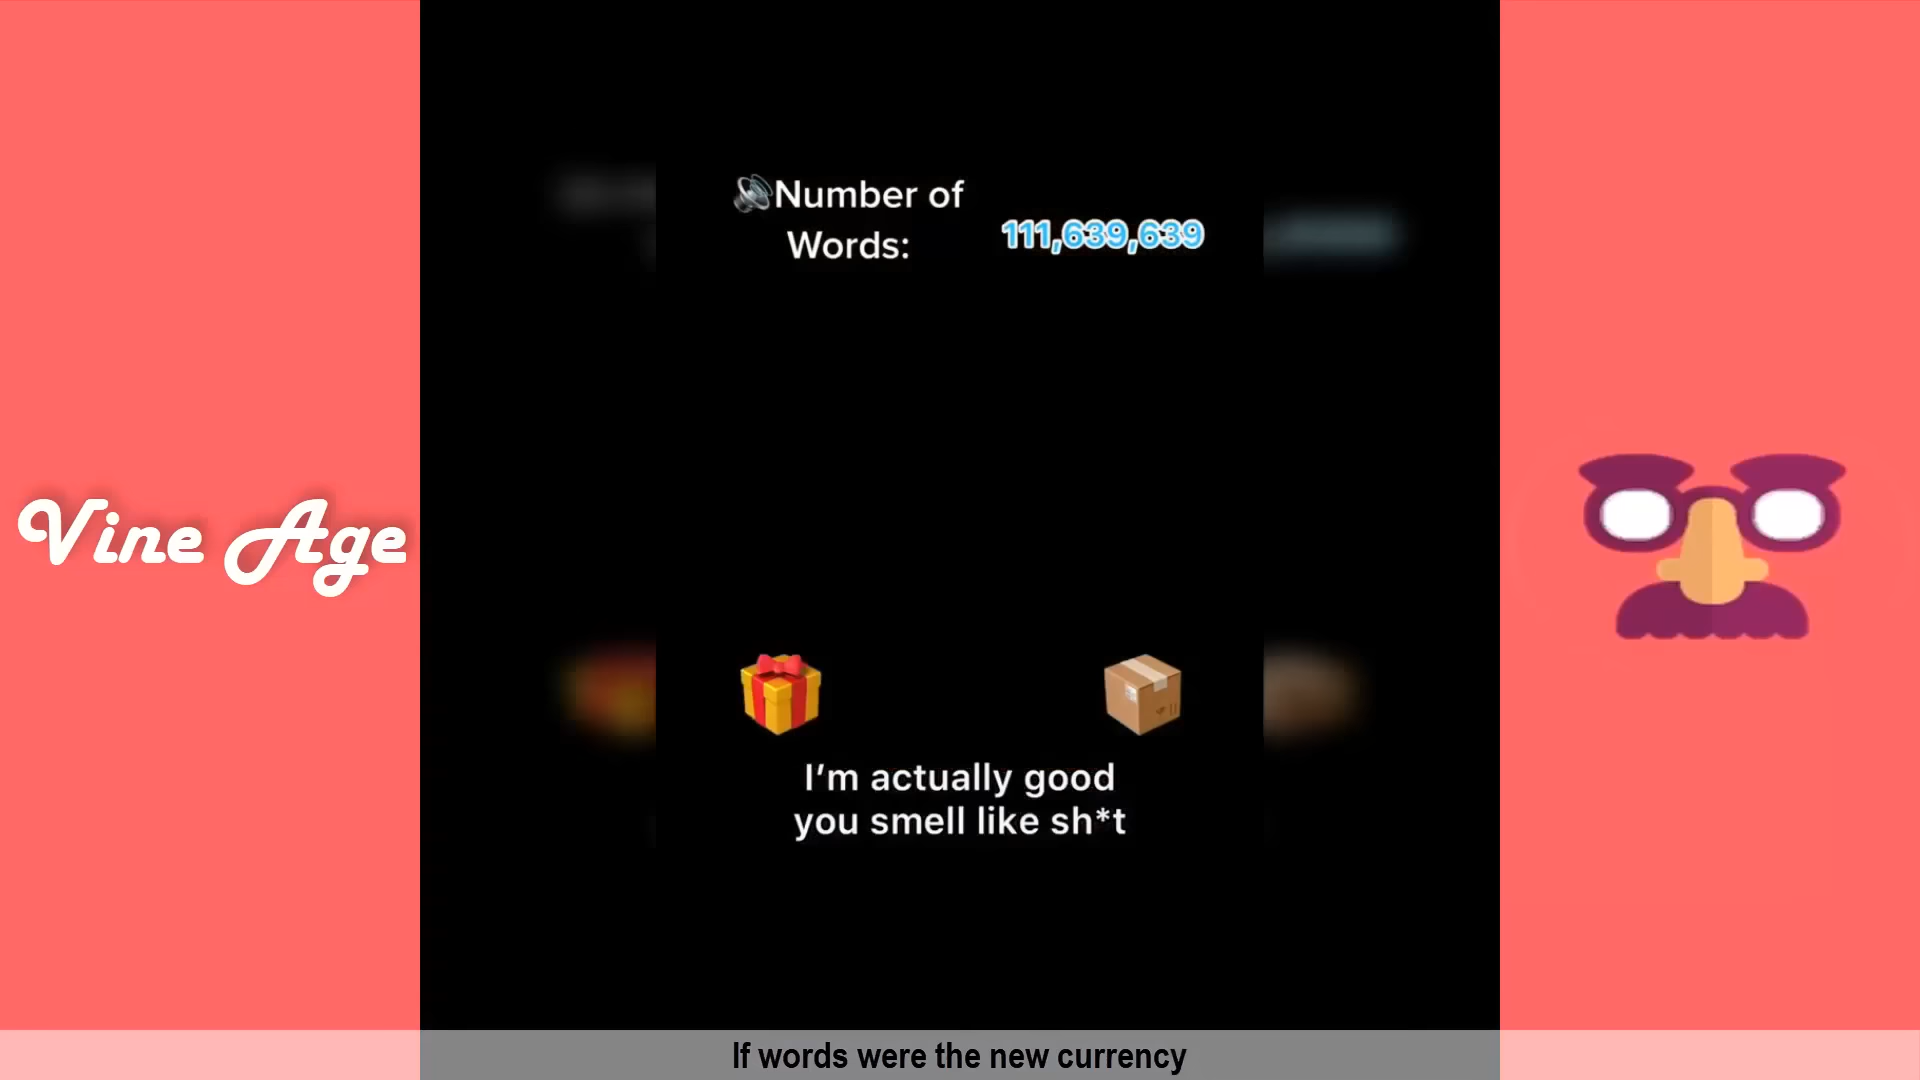 Number of
Words:
111,639,639
Vine Age
I’m actually good
you smell like sh*t
If words were the new currency